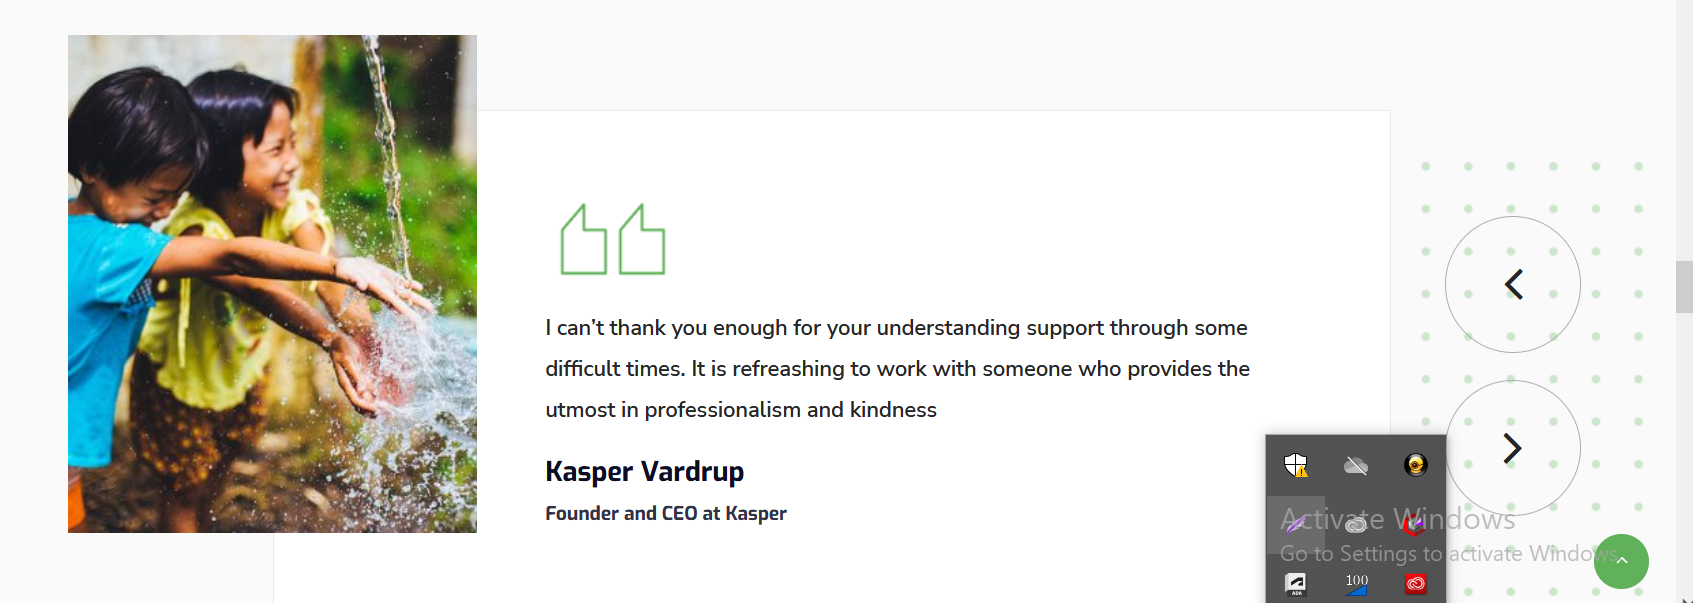 I can’t thank you enough for your understanding support through some
difficult times. It is refreashing to work with someone who provides the
utmost in professionalism and kindness
Kasper Vardrup
Founder and CEO at Kasper
Activate Windows
Go to Settings to activate Windows.
ADA
100